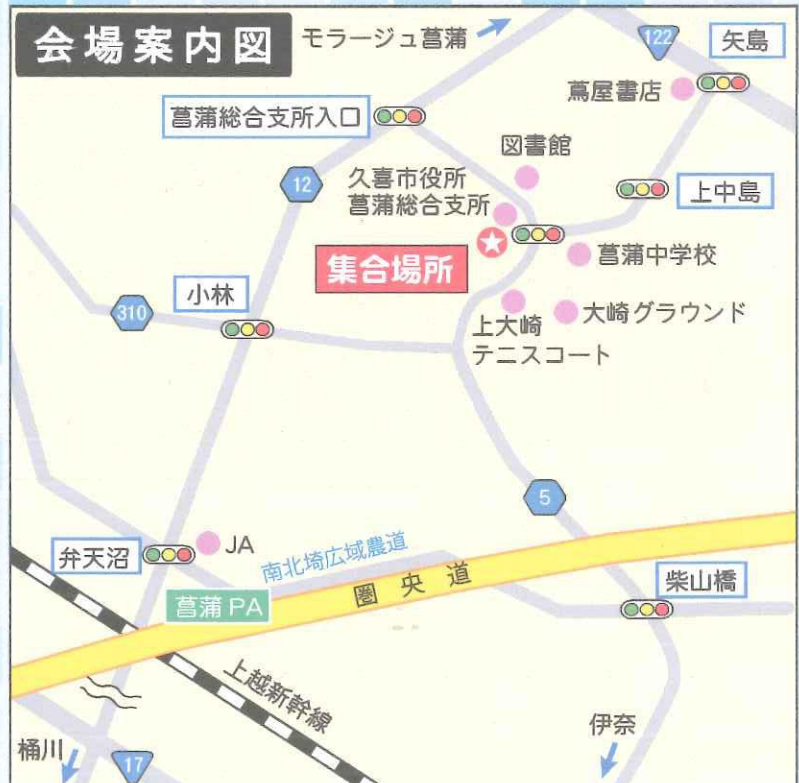 会場案内図
モラージュ菖蒲
122
矢島
蔦屋書店
菖蒲総合支所入口
図書館
12
久喜市役所
菖蒲総合支所
上中島
集合場所
菖蒲中学校
小林
310
上大崎
テニスコート
大崎グラウンド
5
弁天沼
JA
南北埼広域農道
圏央道
柴山橋
菖蒲PA
上越新幹線
伊奈
桶川
17